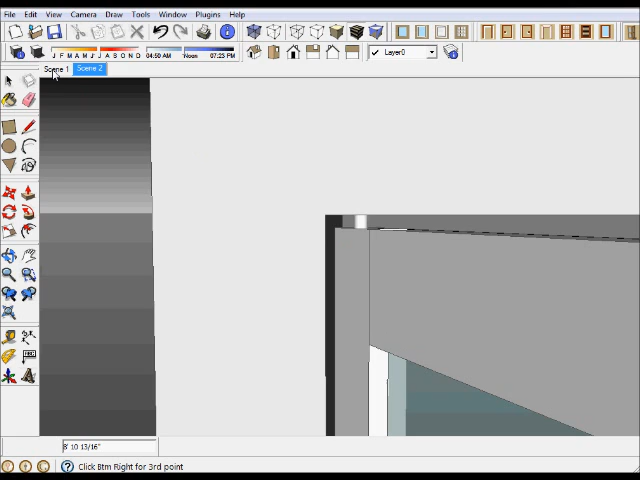 File Edit View Camera Draw Tools Window Plugins Help
J F M A M J J A S O N D 04:50 AM Noon 07:23 PM Layer0
Scene 1 Scene 2
ABC
8' 10 13/16"
Click Btm Right for 3rd point